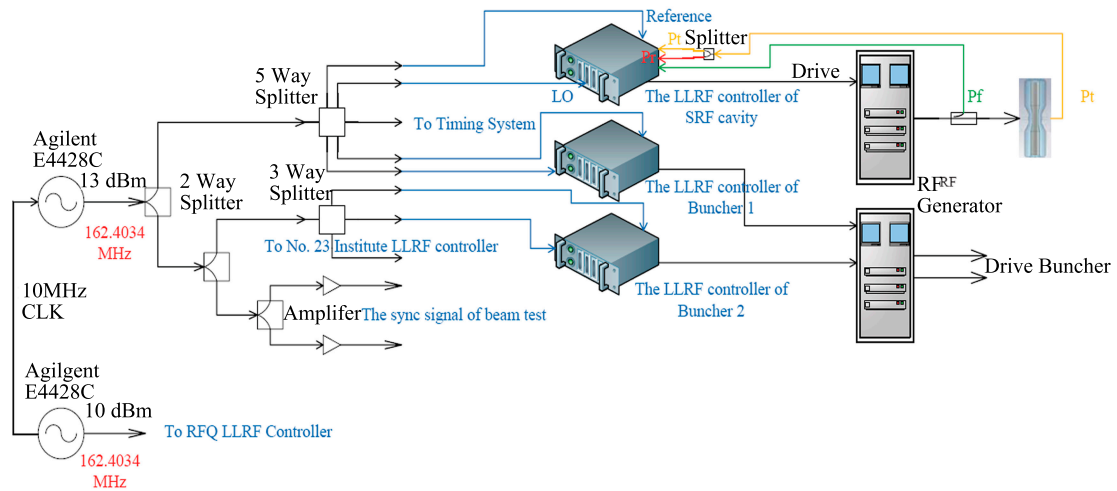 Reference
Pt
Splitter
Pr
5 Way
Splitter
LO
The LLRF controller of
SRF cavity
Drive
Pf
Pt
To Timing System
Agilent
E4428C
13 dBm
2 Way
Splitter
3 Way
Splitter
The LLRF controller of
Buncher 1
RF
RF
Generator
162.4034
MHz
To No. 23 Institute LLRF controller
Drive Buncher
10MHz
CLK
Amplifer
The sync signal of beam test
The LLRF controller of
Buncher 2
Agilgent
E4428C
10 dBm
To RFQ LLRF Controller
162.4034
MHz